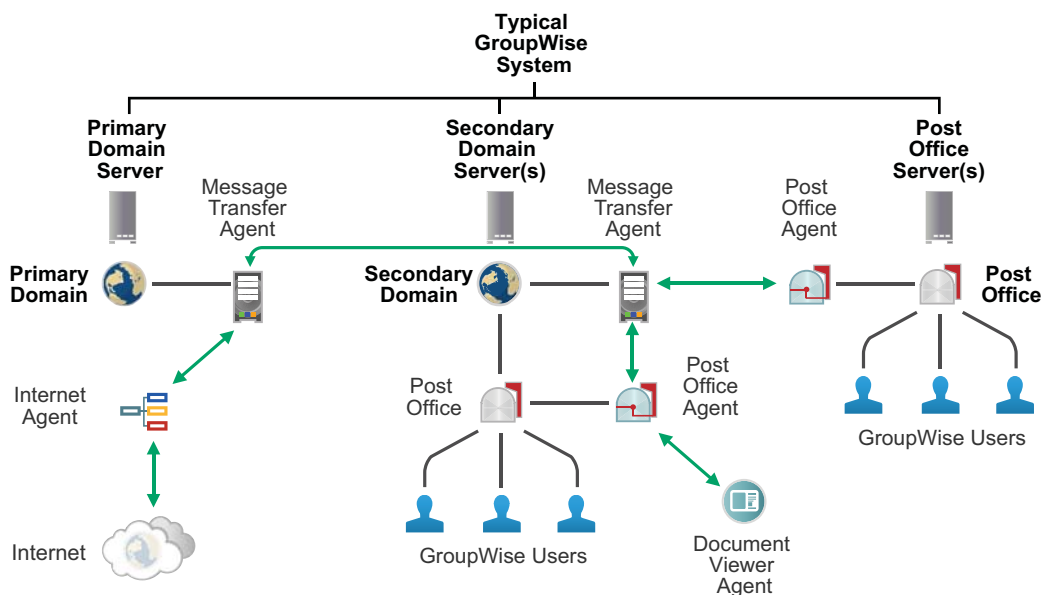 Typical
GroupWise
System
Primary
Domain
Server
Secondary
Domain
Server(s)
Post
Office
Server(s)
Message
Transfer
Agent
Message
Transfer
Agent
Post
Office
Agent
Primary
Domain
Secondary
Domain
Post
Office
Internet
Agent
Post
Office
Post
Office
Agent
GroupWise Users
Internet
GroupWise Users
Document
Viewer
Agent